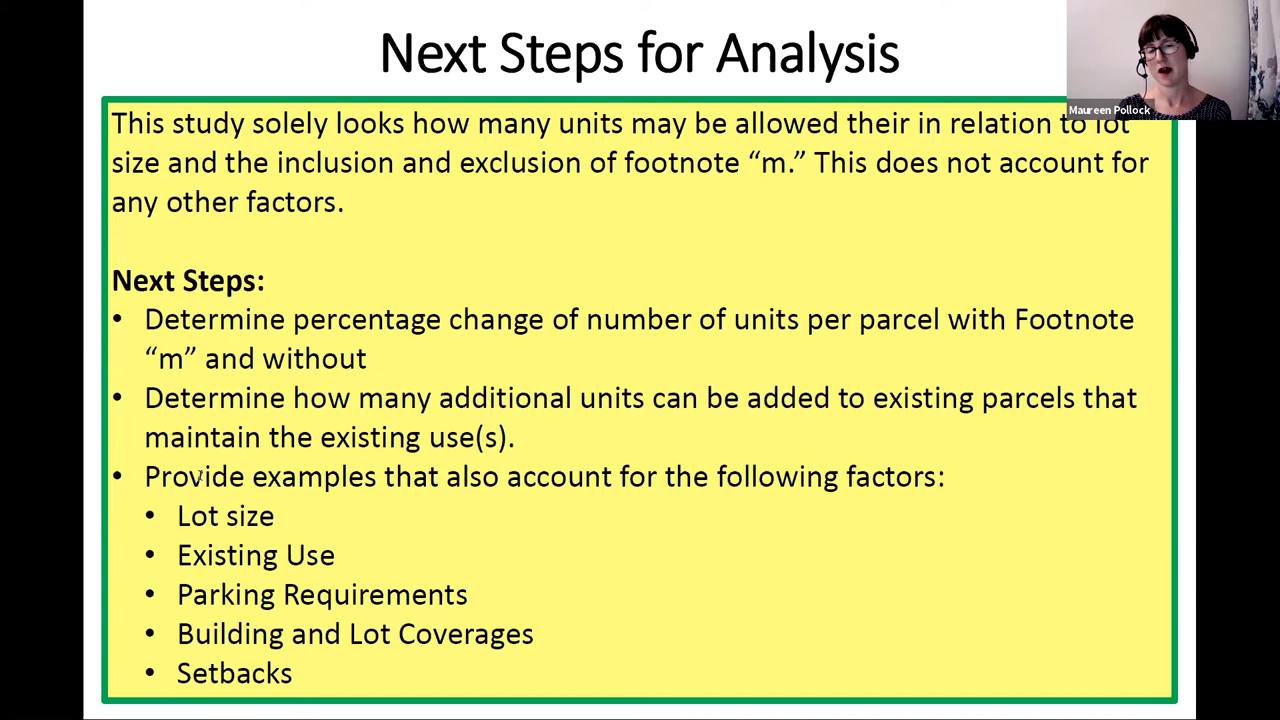 Next Steps for Analysis
Maureen Pollock
This study solely looks how many units may be allowed their in relation to lot
size and the inclusion and exclusion of footnote “m.” This does not account for
any other factors.
Next Steps:
• Determine percentage change of number of units per parcel with Footnote
“m” and without
• Determine how many additional units can be added to existing parcels that
maintain the existing use(s).
• Provide examples that also account for the following factors:
• Lot size
• Existing Use
• Parking Requirements
• Building and Lot Coverages
• Setbacks